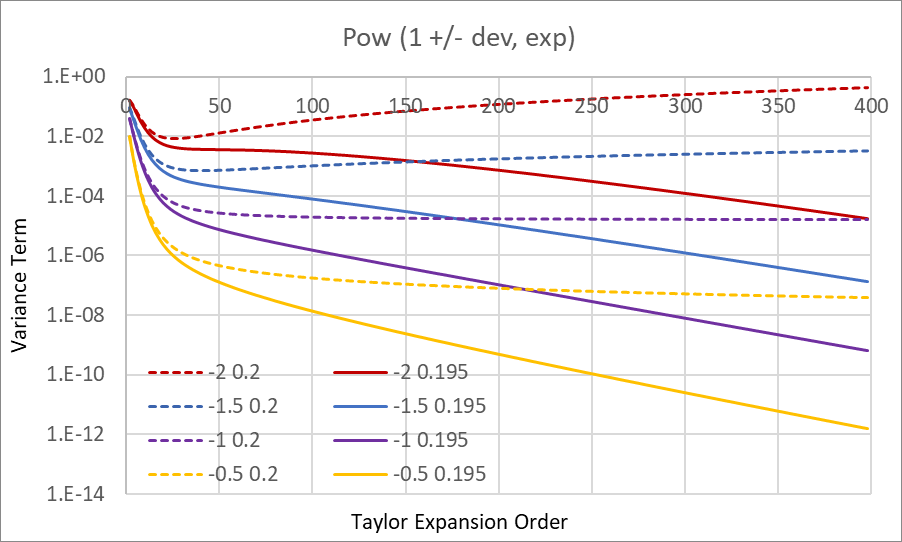 Pow (1 +/- dev, exp)
1.E+00
0 50 100 150 200 250 300 350 400
1.E-02
1.E-04
1.E-06
1.E-08
1.E-10
1.E-12
1.E-14
Variance Term
-2 0.2 -2 0.195
-1.5 0.2 -1.5 0.195
-1 0.2 -1 0.195
-0.5 0.2 -0.5 0.195
Taylor Expansion Order